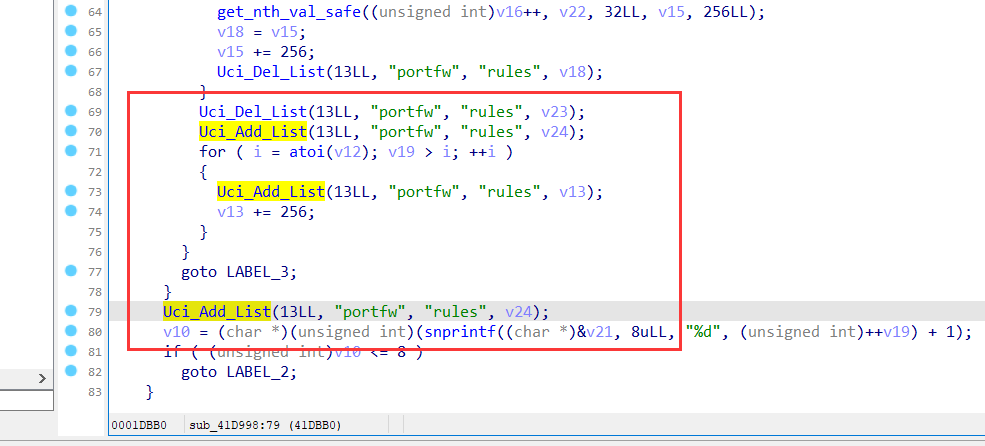 64 get_nth_val_safe((unsigned int)v16++, v22, 32LL, v15, 256LL);
65 v18 = v15;
66 v15 += 256;
67 Uci_Del_List(13LL, "portfw", "rules", v18);
68 }
69 Uci_Del_List(13LL, "portfw", "rules", v23);
70 Uci_Add_List(13LL, "portfw", "rules", v24);
71 for ( i = atoi(v12); v19 > i; ++i )
72 {
73 Uci_Add_List(13LL, "portfw", "rules", v13);
74 v13 += 256;
75 }
76 }
77 goto LABEL_3;
78 }
79 Uci_Add_List(13LL, "portfw", "rules", v24);
80 v10 = (char *)(unsigned int)(snprintf((char *)&v21, 8uLL, "%d", (unsigned int)++v19) + 1);
81 if ( (unsigned int)v10 <= 8 )
82 goto LABEL_2;
83 }
0001DBB0 sub_41D998:79 (41DBB0)